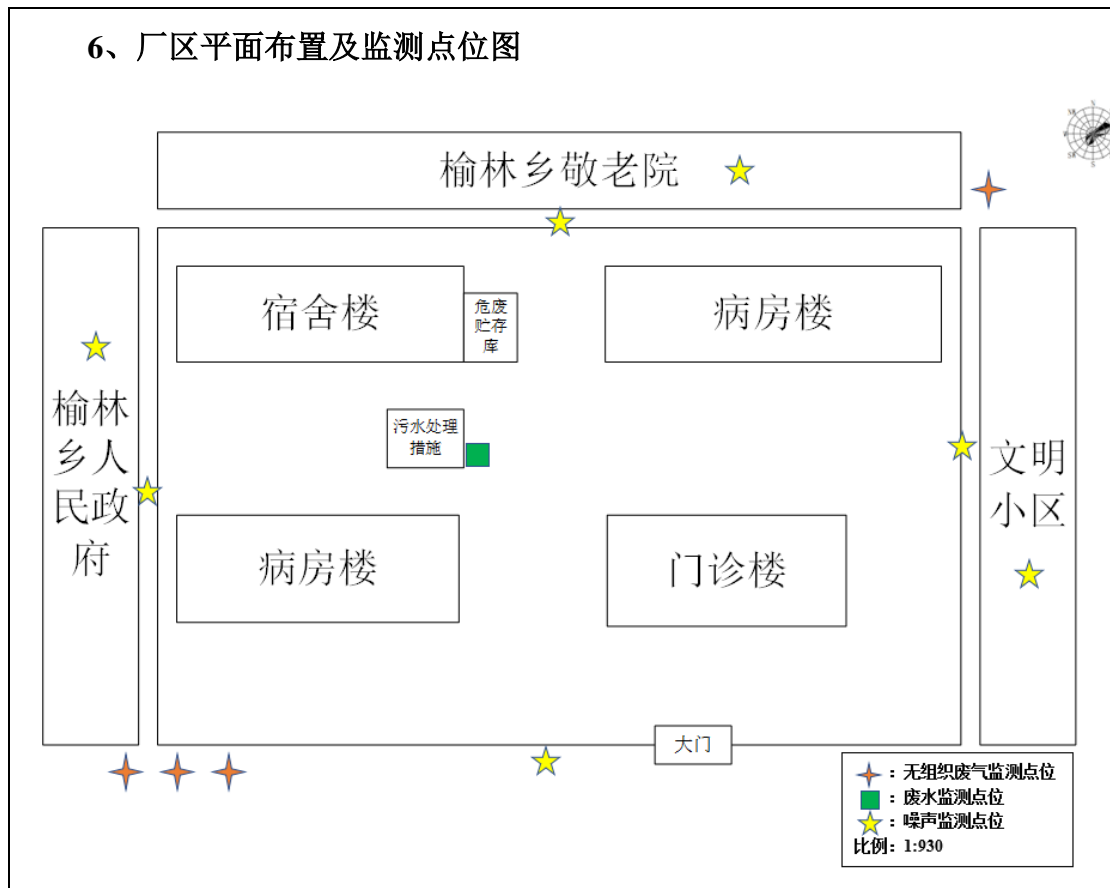 6、厂区平面布置及监测点位图
N
榆林乡敬老院
宿舍楼
危废
贮存
库
病房楼
榆林
乡人
民政
府
污水处理
措施
文明
小区
病房楼
门诊楼
大门
：无组织废气监测点位
：废水监测点位
：噪声监测点位
比例：1:930